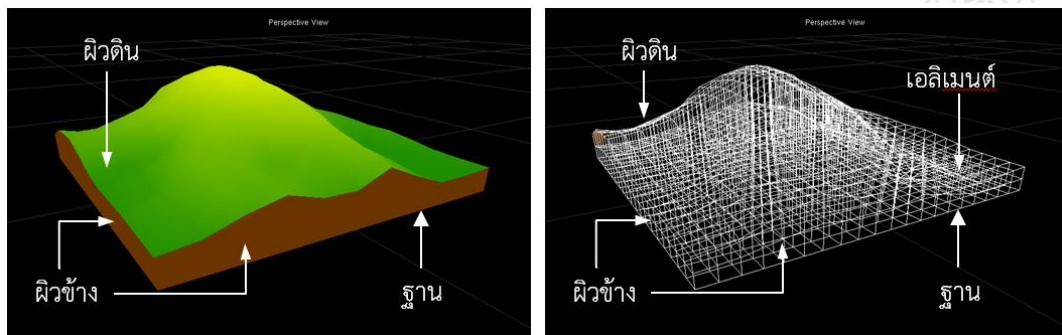 Perspective View
ผิวดิน
ผิวข้าง
ฐาน
Perspective View
ผิวดิน
เอลิเมนต์
ผิวข้าง
ฐาน